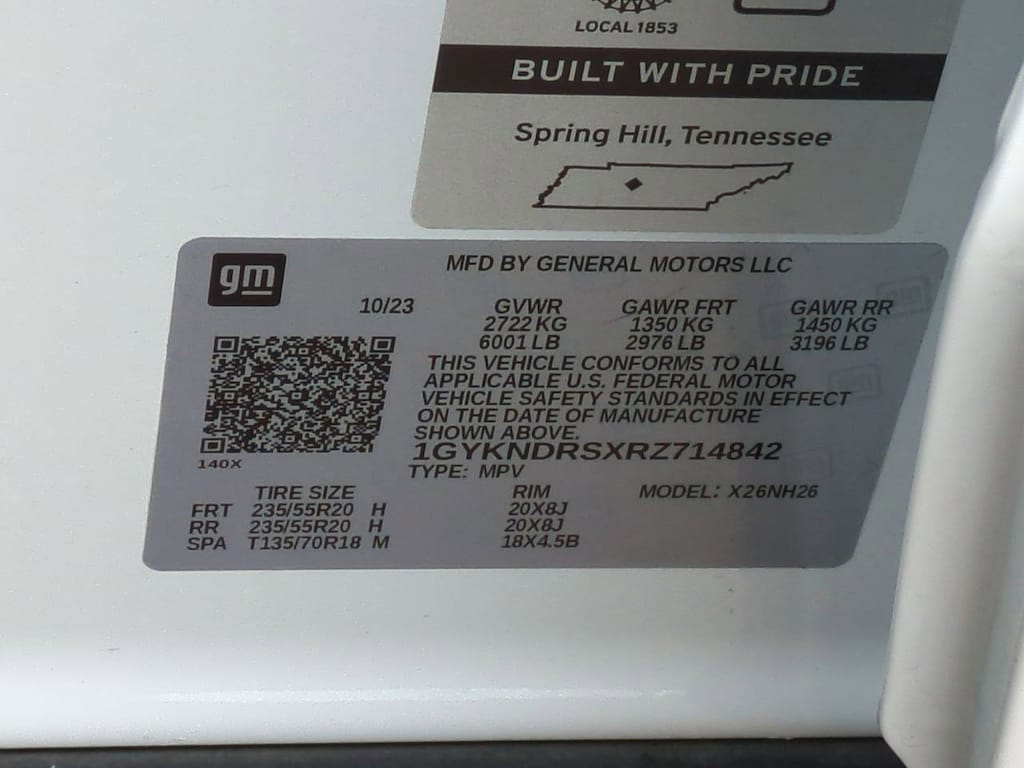 LOCAL 1853
BUILT WITH PRIDE
Spring Hill, Tennessee
gm
MFD BY GENERAL MOTORS LLC
10/23 GVWR GAWR FRT GAWR RR
2722 KG 1350 KG 1450 KG
6001 LB 2976 LB 3196 LB
THIS VEHICLE CONFORMS TO ALL
APPLICABLE U.S. FEDERAL MOTOR
VEHICLE SAFETY STANDARDS IN EFFECT
ON THE DATE OF MANUFACTURE
SHOWN ABOVE.
1GYKNDRSXRZ714842
140X
TYPE: MPV
TIRE SIZE RIM MODEL: X26NH26
FRT 235/55R20 H 20X8J
RR 235/55R20 H 20X8J
SPA T135/70R18 M 18X4.5B